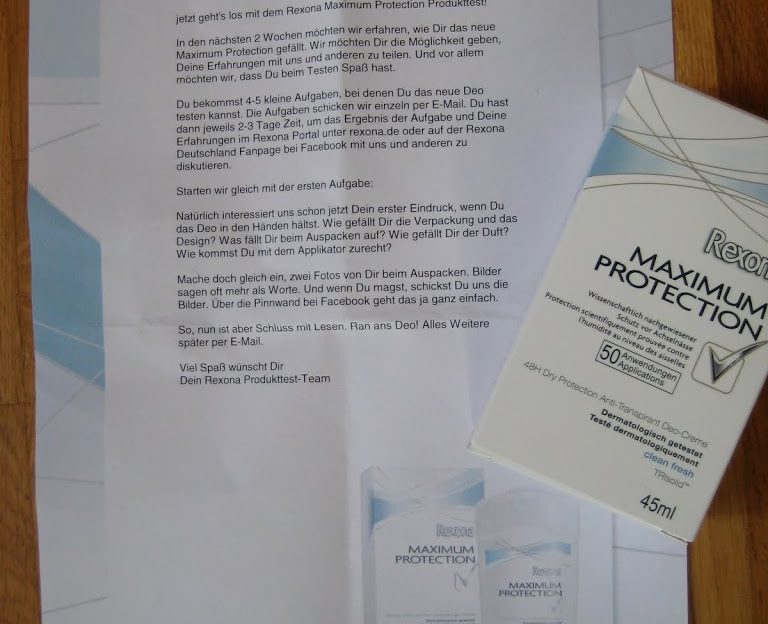 jetzt geht's los mit dem Rexona Maximum Protection Produkttest!
In den nächsten 2 Wochen möchten wir erfahren, wie Dir das neue
Maximum Protection gefällt. Wir möchten Dir die Möglichkeit geben,
Deine Erfahrungen mit uns und anderen zu teilen. Und vor allem
möchten wir, dass Du beim Testen Spaß hast.
Du bekommst 4-5 kleine Aufgaben, bei denen Du das neue Deo
testen kannst. Die Aufgaben schicken wir einzeln per E-Mail. Du hast
dann jeweils 2-3 Tage Zeit, um das Ergebnis der Aufgabe und Deine
Erfahrungen im Rexona Portal unter rexona.de oder auf der Rexona
Deutschland Fanpage bei Facebook mit uns und anderen zu
diskutieren.
Starten wir gleich mit der ersten Aufgabe:
Natürlich interessiert uns schon jetzt Dein erster Eindruck, wenn Du
das Deo in den Händen hältst. Wie gefällt Dir die Verpackung und das
Design? Was fällt Dir beim Auspacken auf? Wie gefällt Dir der Duft?
Wie kommst Du mit dem Applikator zurecht?
Mache doch gleich ein, zwei Fotos von Dir beim Auspacken. Bilder
sagen oft mehr als Worte. Und wenn Du magst, schickst Du uns die
Bilder. Über die Pinnwand bei Facebook geht das ja ganz einfach.
So, nun ist aber Schluss mit Lesen. Ran ans Deo! Alles Weitere
später per E-Mail.
Viel Spaß wünscht Dir
Dein Rexona Produkttest-Team
Rexona
MAXIMUM
PROTECTION
Wissenschaftlich nachgewiesener
Schutz vor Achselnässe
Protection scientifiquement prouvée contre
l'humidité au niveau des aisselles
50 Anwendungen
Applications
48H Dry Protection Anti-Transpirant Deo-Creme
Dermatologisch getestet
Testé dermatologiquement
clean fresh
TRIsolid™
45ml
Rexona
MAXIMUM
PROTECTION
Rexona
MAXIMUM
PROTECTION